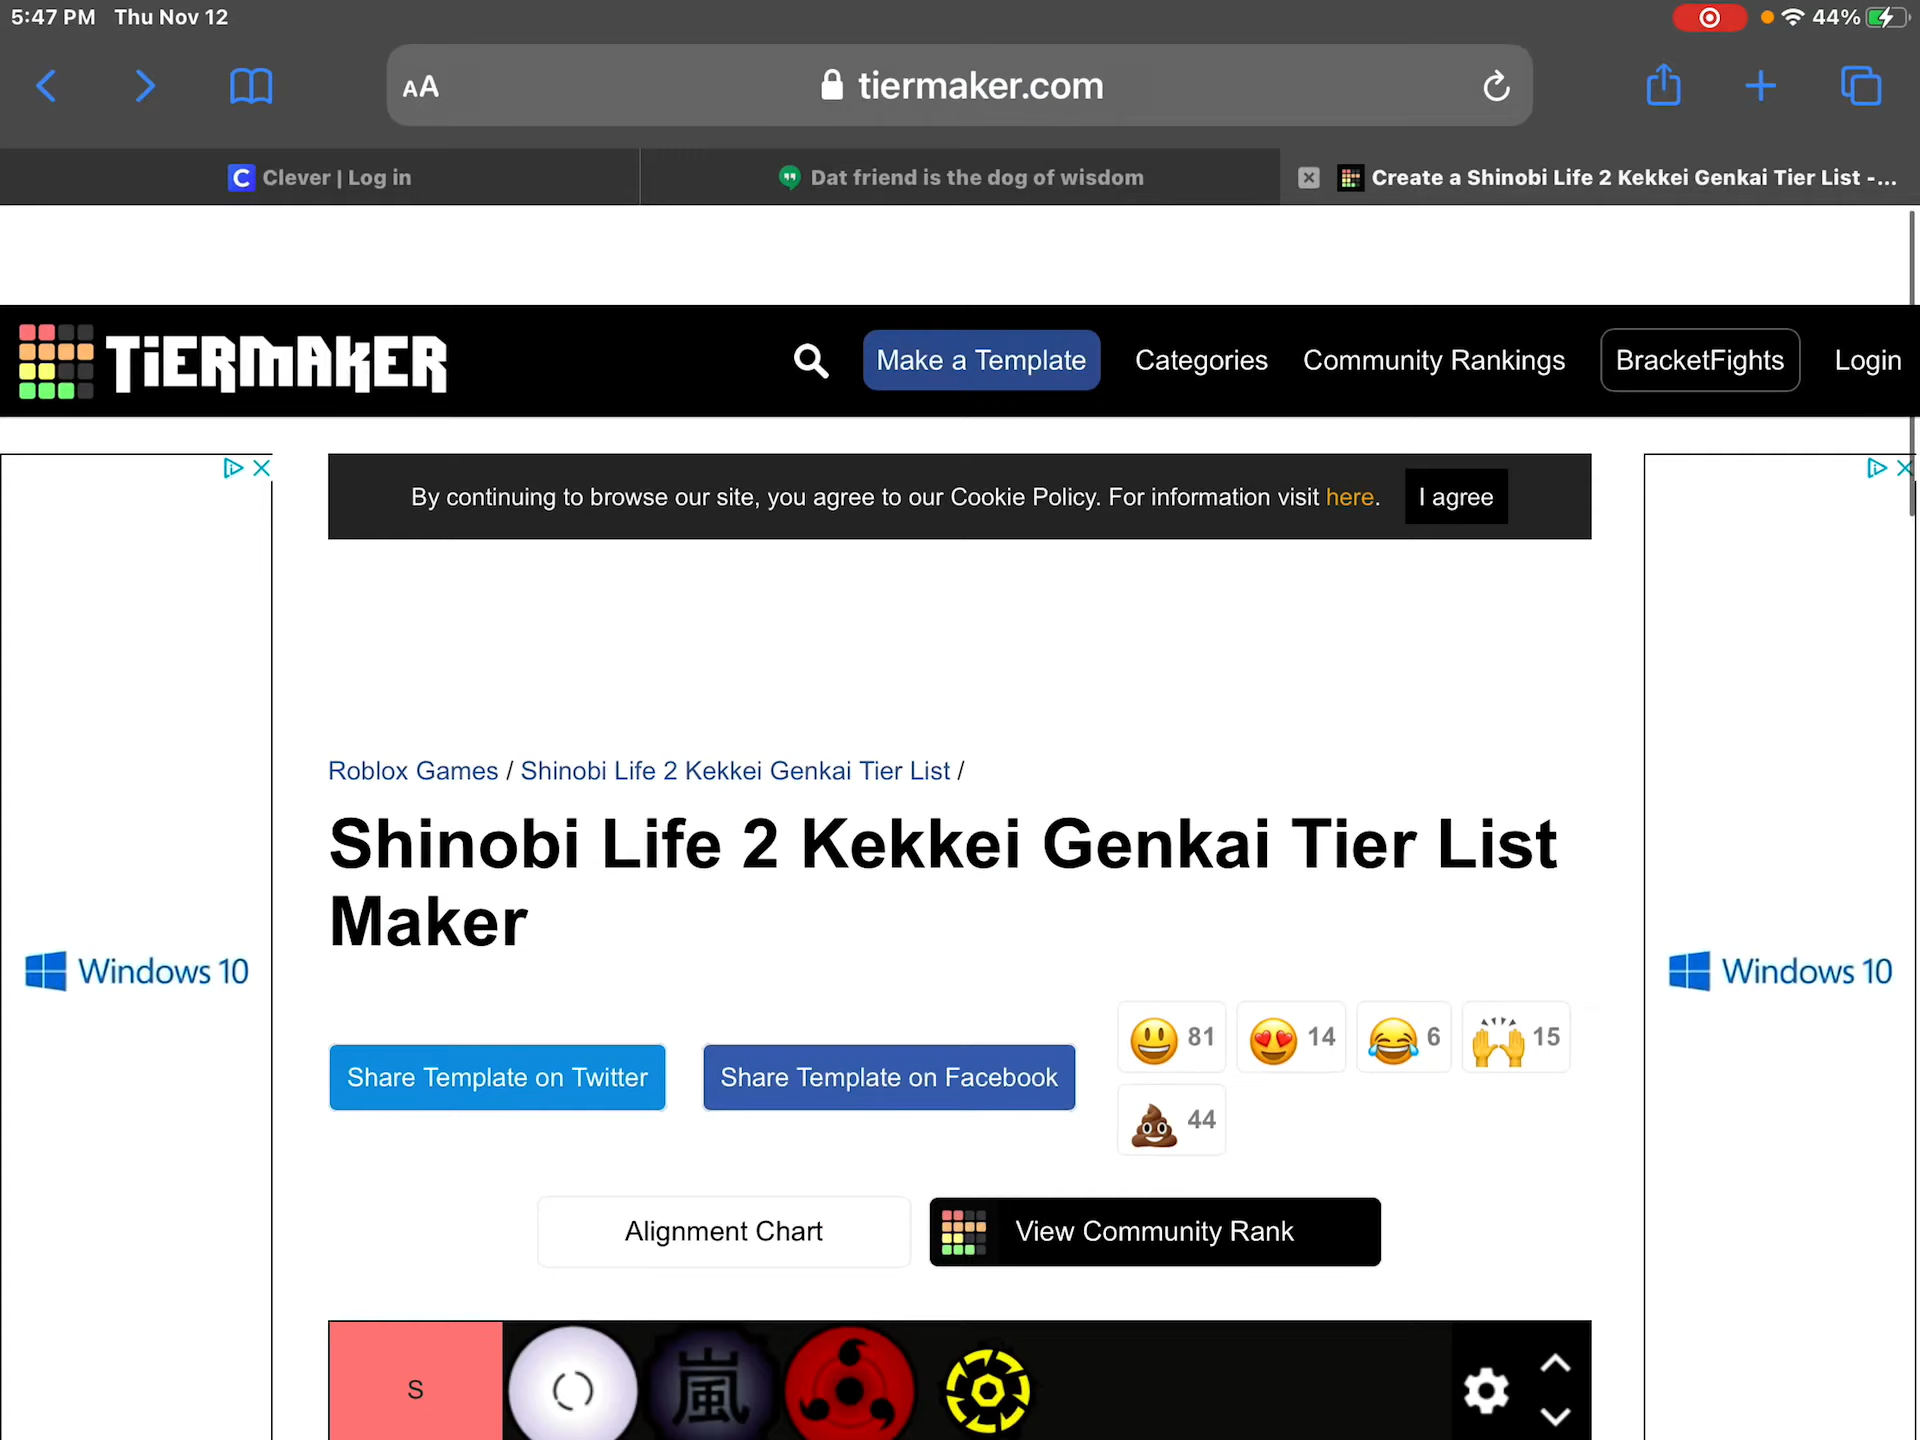 5:47 PM Thu Nov 12
44%
AA
tiermaker.com
Clever | Log in
Dat friend is the dog of wisdom
Create a Shinobi Life 2 Kekkei Genkai Tier List -...
TiERMAKER
Make a Template
Categories
Community Rankings
BracketFights
Login
By continuing to browse our site, you agree to our Cookie Policy. For information visit here.
I agree
Roblox Games / Shinobi Life 2 Kekkei Genkai Tier List /
Shinobi Life 2 Kekkei Genkai Tier List
Maker
Windows 10
Windows 10
Share Template on Twitter
Share Template on Facebook
81
14
6
15
44
Alignment Chart
View Community Rank
S
嵐